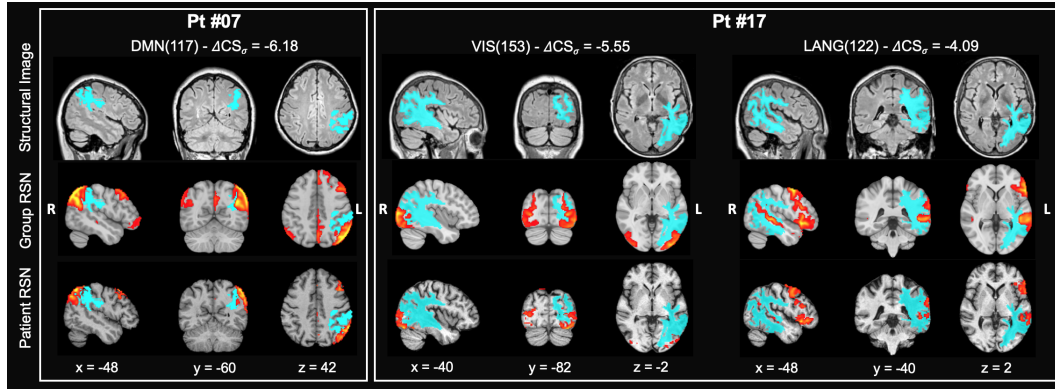 Pt #07
Pt #17
DMN(117) - ΔCSσ = -6.18
VIS(153) - ΔCSσ = -5.55
LANG(122) - ΔCSσ = -4.09
Structural Image
Group RSN
R
L
R
L
R
L
Patient RSN
x = -48
y = -60
z = 42
x = -40
y = -82
z = -2
x = -48
y = -40
z = 2